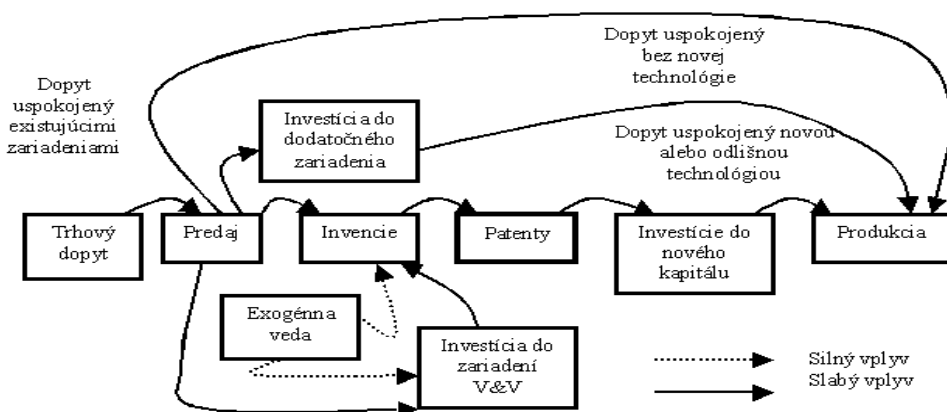 Dopyt uspokojený
bez novej
technológie
Dopyt
uspokojený
existujúcimi
zariadeniami
Investícia do
dodatočného
zariadenia
Dopyt uspokojený novou
alebo odlišnou
technológiou
Trhový
dopyt
Predaj
Invencie
Patenty
Investície do
nového
kapitálu
Produkcia
Exogénna
veda
Investícia do
zariadení
V&V
Silný vplyv
Slabý vplyv